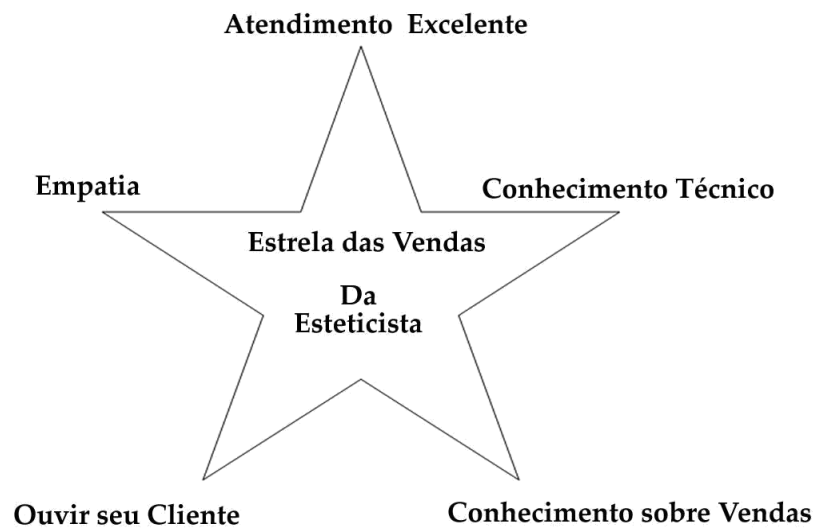 Atendimento Excelente
Empatia
Conhecimento Técnico
Estrela das Vendas
Da
Esteticista
Ouvir seu Cliente
Conhecimento sobre Vendas